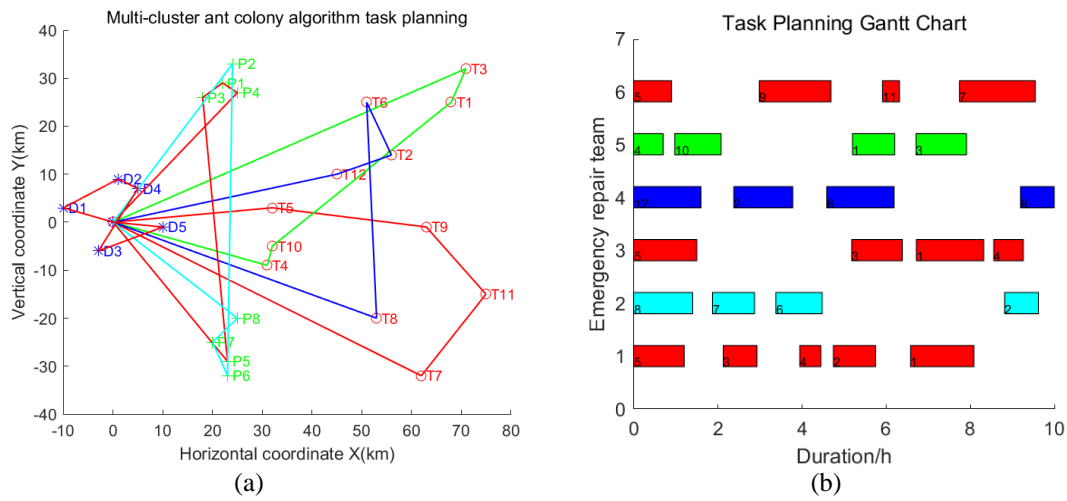 Multi-cluster ant colony algorithm task planning
40
30
20
10
0
-10
-20
-30
-40
-10 0 10 20 30 40 50 60 70 80
Vertical coordinate Y(km)
Horizontal coordinate X(km)
P2
P1
P3
P4
T3
T6
T1
T2
T12
D2
D4
D1
T5
D5
T9
T10
D3
T4
T11
P8
T8
P7
P5
P6
T7
(a)
Task Planning Gantt Chart
7
6
5
4
3
2
1
0
0 2 4 6 8 10
Emergency repair team
Duration/h
5 9 11 7
4 10 1 3
12 6 8
5 3 1 4
8 7 6 2
5 3 4 2 1
(b)